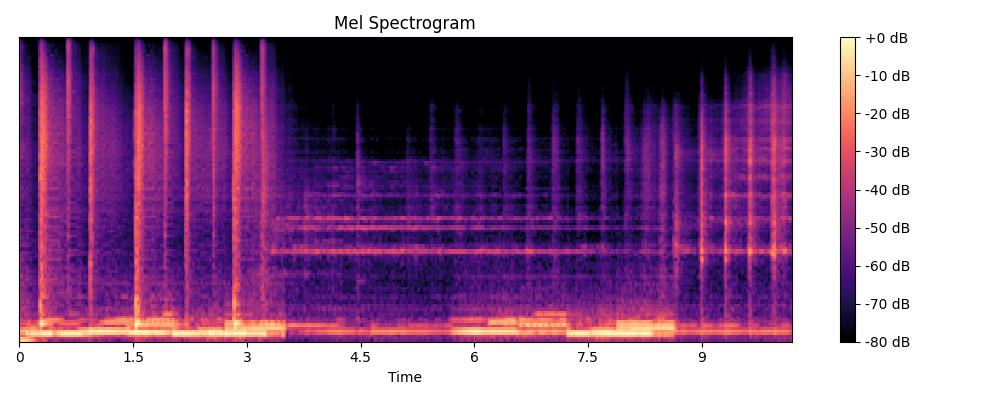 Mel Spectrogram
+0 dB
-10 dB
-20 dB
-30 dB
-40 dB
-50 dB
-60 dB
-70 dB
-80 dB
0 1.5 3 4.5 6 7.5 9
Time